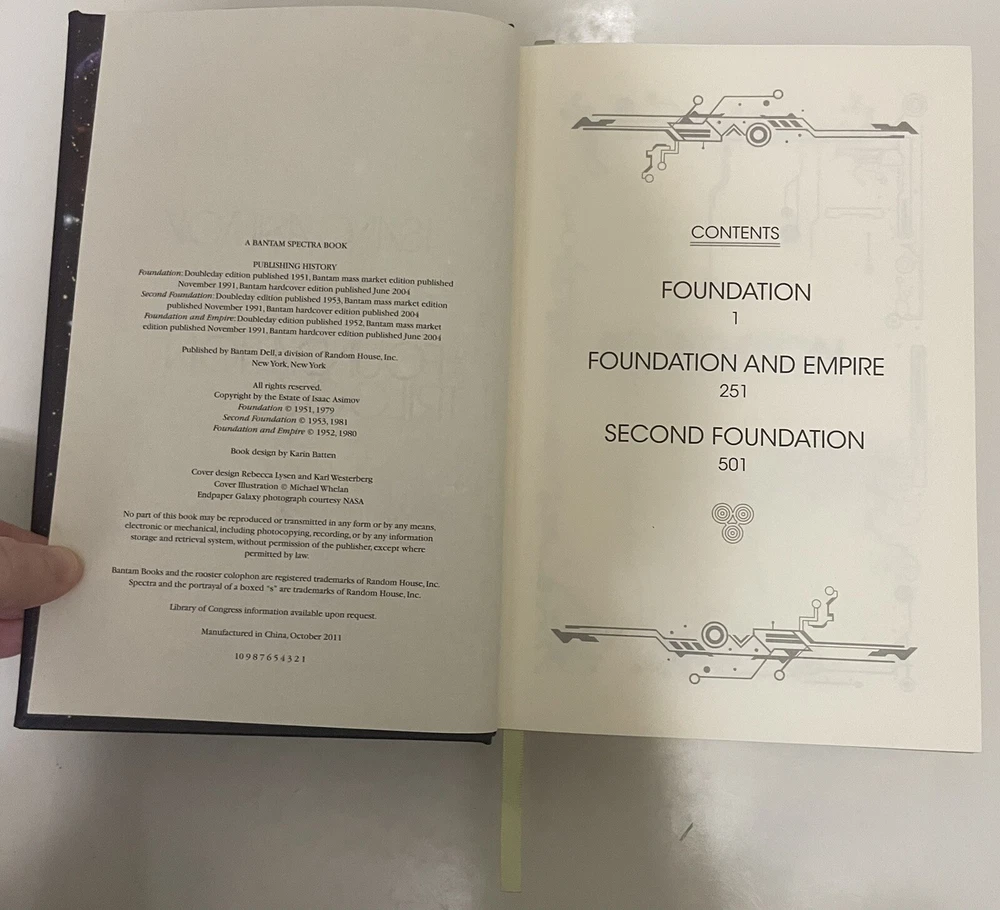 A BANTAM SPECTRA BOOK
PUBLISHING HISTORY
Foundation: Doubleday edition published 1951, Bantam mass market edition published
November 1991, Bantam hardcover edition published June 2004
Second Foundation: Doubleday edition published 1953, Bantam mass market edition
published November 1991, Bantam hardcover edition published 2004
Foundation and Empire: Doubleday edition published 1952, Bantam mass market
edition published November 1991, Bantam hardcover edition published June 2004
Published by Bantam Dell, a division of Random House, Inc.
New York, New York
All rights reserved.
Copyright by the Estate of Isaac Asimov
Foundation © 1951, 1979
Second Foundation © 1953, 1981
Foundation and Empire © 1952, 1980
Book design by Karin Batten
Cover design Rebecca Lysen and Karl Westerberg
Cover Illustration © Michael Whelan
Endpaper Galaxy photograph courtesy NASA
No part of this book may be reproduced or transmitted in any form or by any means,
electronic or mechanical, including photocopying, recording, or by any information
storage and retrieval system, without permission of the publisher, except where
permitted by law.
Bantam Books and the rooster colophon are registered trademarks of Random House, Inc.
Spectra and the portrayal of a boxed "s" are trademarks of Random House, Inc.
Library of Congress information available upon request.
Manufactured in China, October 2011
10 9 8 7 6 5 4 3 2 1
CONTENTS
FOUNDATION
1
FOUNDATION AND EMPIRE
251
SECOND FOUNDATION
501